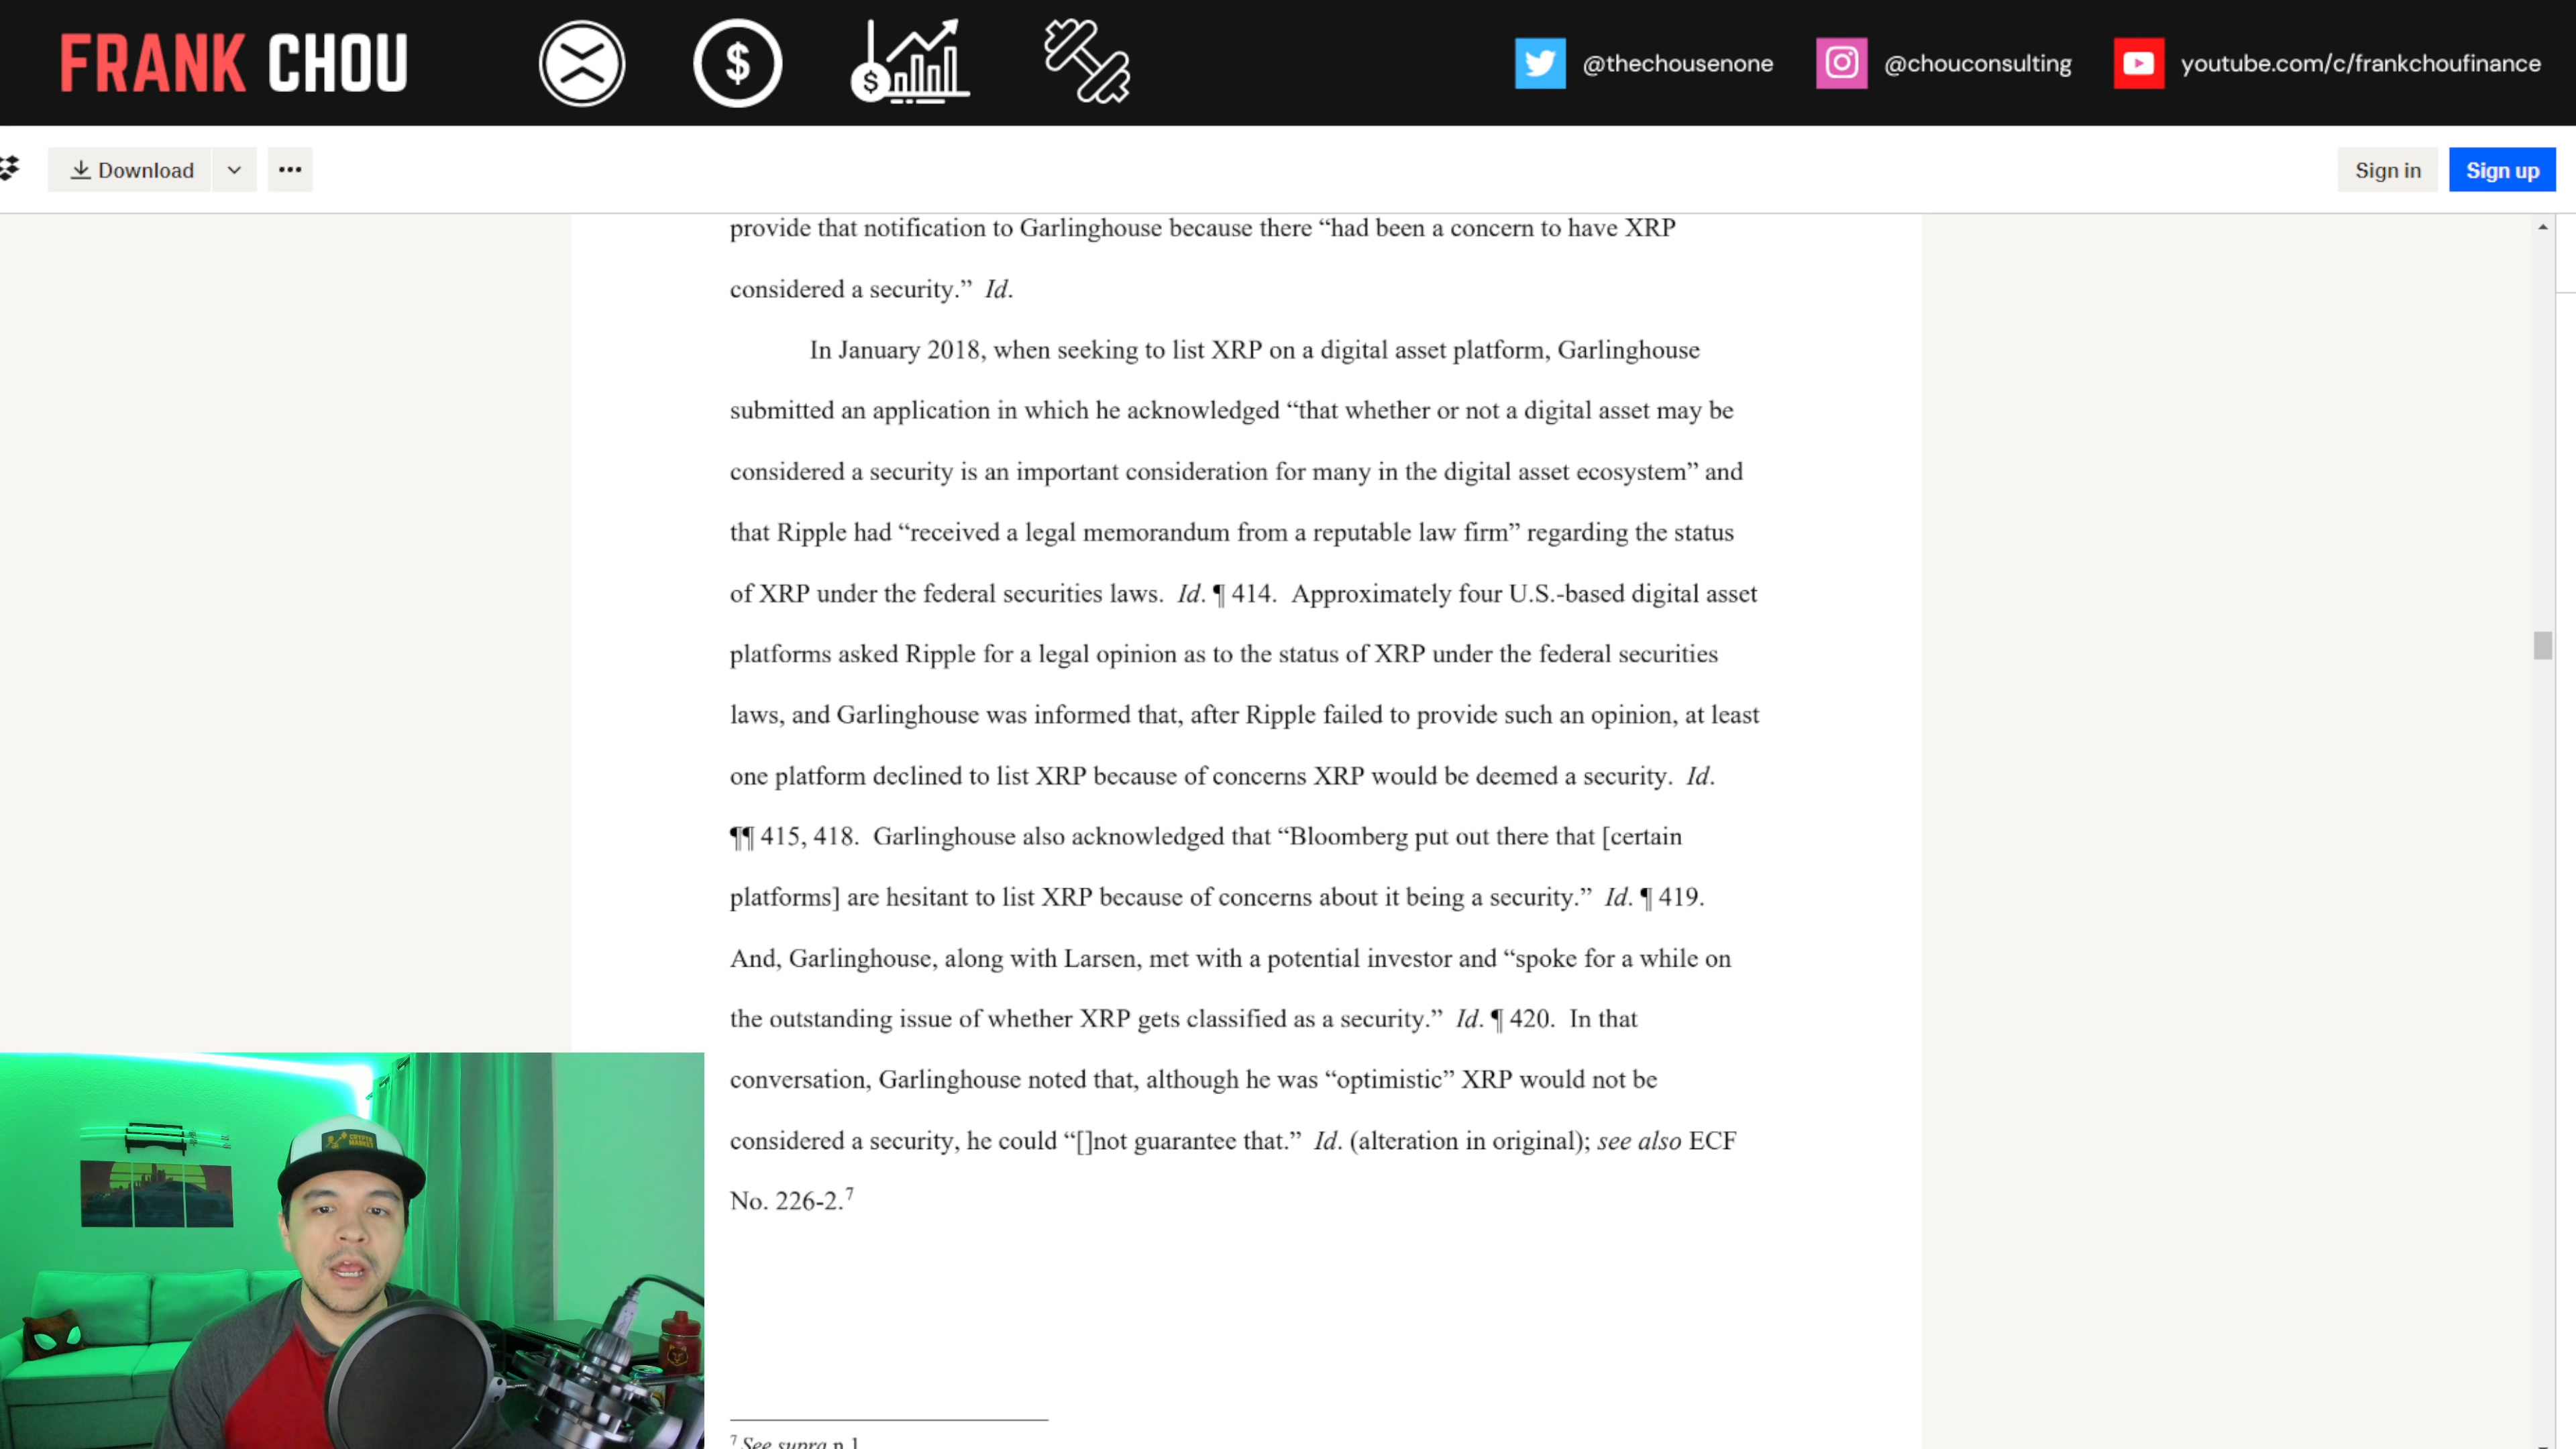 FRANK CHOU
@thechousenone
@chouconsulting
youtube.com/c/frankchoufinance
Download
Sign in
Sign up
provide that notification to Garlinghouse because there “had been a concern to have XRP
considered a security.” Id.
In January 2018, when seeking to list XRP on a digital asset platform, Garlinghouse
submitted an application in which he acknowledged “that whether or not a digital asset may be
considered a security is an important consideration for many in the digital asset ecosystem” and
that Ripple had “received a legal memorandum from a reputable law firm” regarding the status
of XRP under the federal securities laws. Id. ¶ 414. Approximately four U.S.-based digital asset
platforms asked Ripple for a legal opinion as to the status of XRP under the federal securities
laws, and Garlinghouse was informed that, after Ripple failed to provide such an opinion, at least
one platform declined to list XRP because of concerns XRP would be deemed a security. Id.
¶¶ 415, 418. Garlinghouse also acknowledged that “Bloomberg put out there that [certain
platforms] are hesitant to list XRP because of concerns about it being a security.” Id. ¶ 419.
And, Garlinghouse, along with Larsen, met with a potential investor and “spoke for a while on
the outstanding issue of whether XRP gets classified as a security.” Id. ¶ 420. In that
conversation, Garlinghouse noted that, although he was “optimistic” XRP would not be
considered a security, he could “[]not guarantee that.” Id. (alteration in original); see also ECF
No. 226-2.7
7 See supra n.1
CRYPTO
MARKET